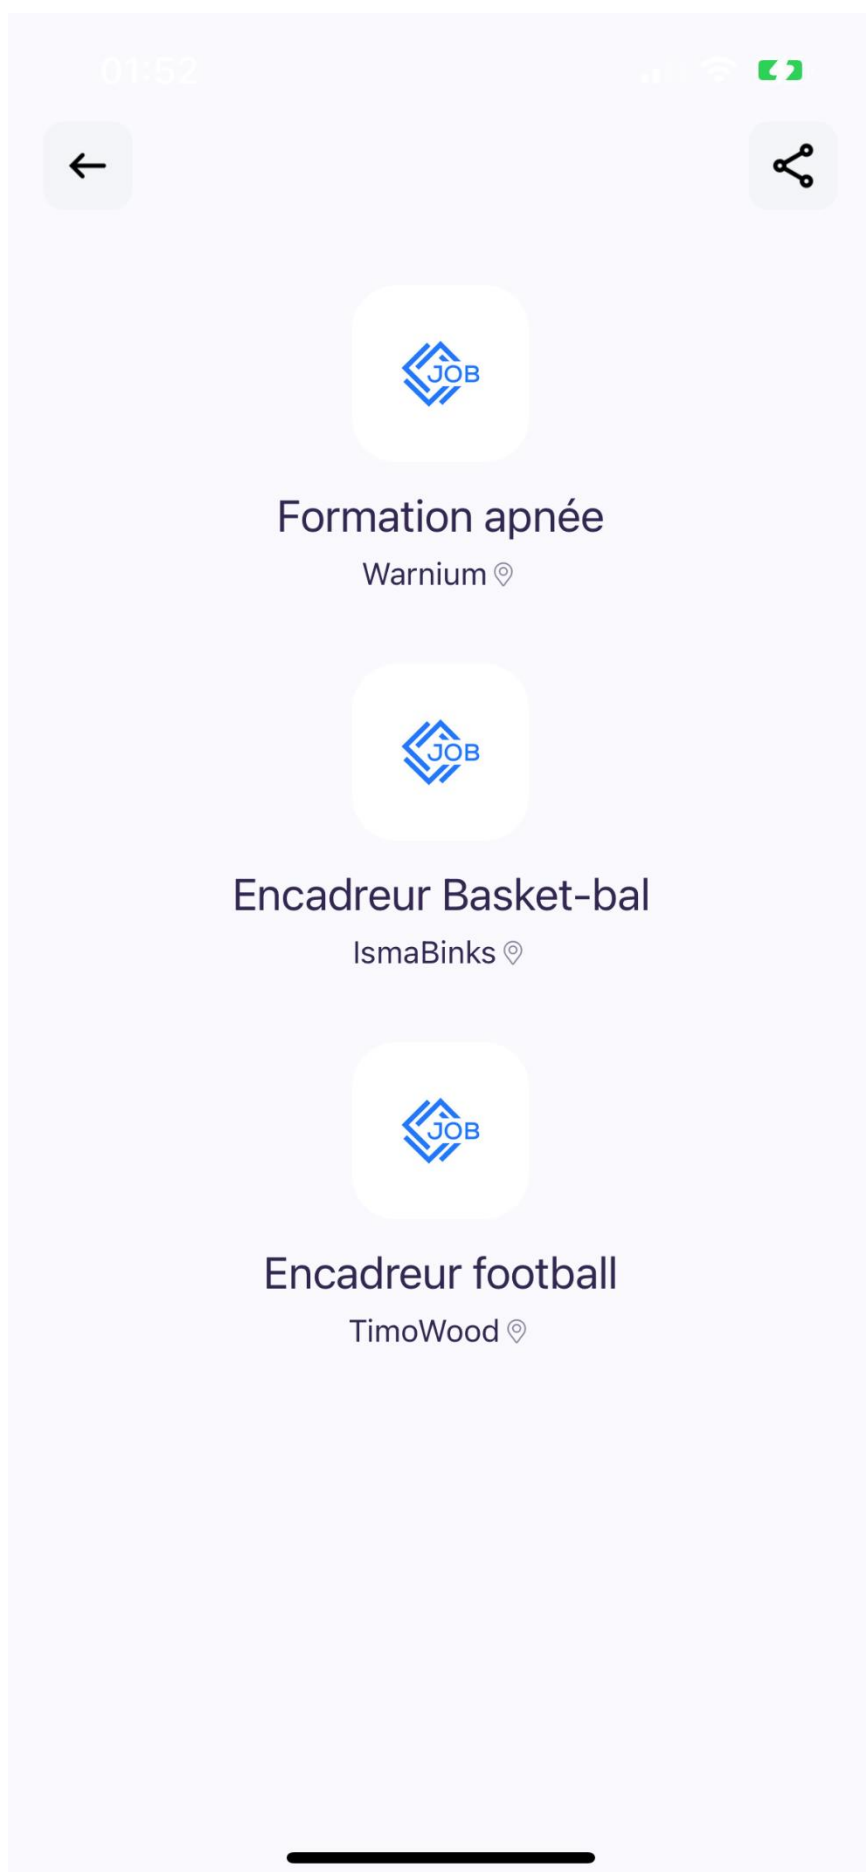 01:52
JOB
Formation apnée
Warnium
JOB
Encadreur Basket-bal
IsmaBinks
JOB
Encadreur football
TimoWood